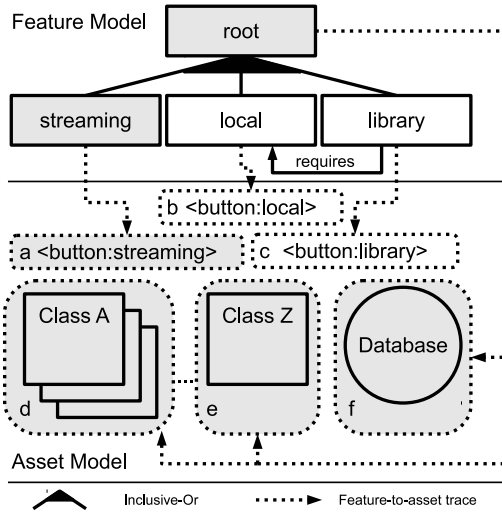 Feature Model
root
streaming
local
library
requires
b <button:local>
a <button:streaming>
c <button:library>
Class A
Class Z
Database
d
e
f
Asset Model
Inclusive-Or
Feature-to-asset trace